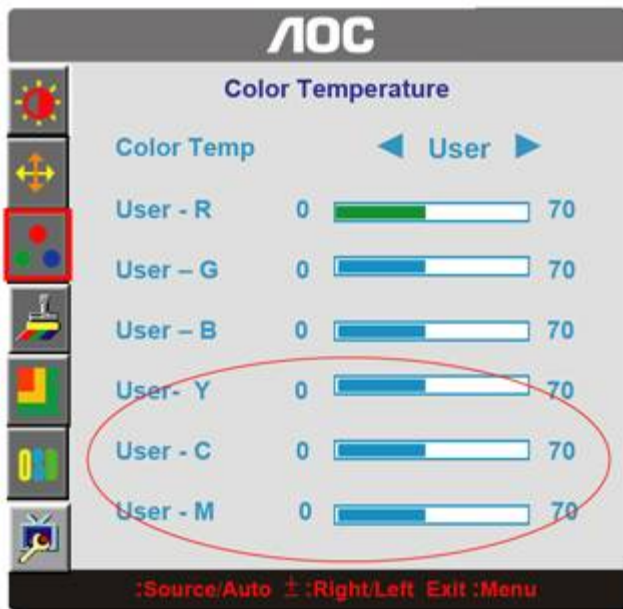 AOC
Color Temperature
Color Temp ◀ User ▶
User - R 0 70
User – G 0 70
User – B 0 70
User- Y 0 70
User - C 0 70
User - M 0 70
:Source/Auto ± :Right/Left Exit :Menu